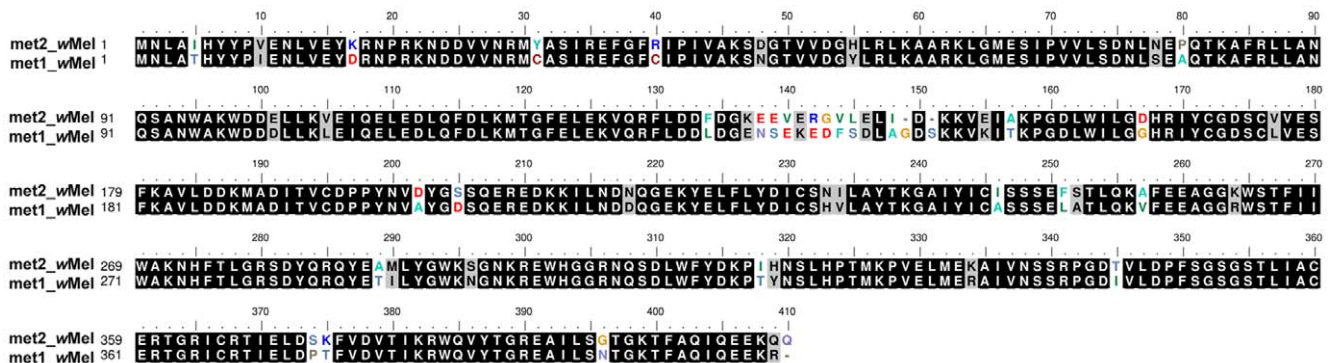 10 20 30 40 50 60 70 80 90
met2_wMel 1 MNLAIHYYPVENLVEYKRNPRKNDDVVNRMYASIREFGFRIPIVAKSDGTVVDGHLRLKAARKLGMESIPVVLSDNLNEPQTKAFRLLAN
met1_wMel 1 MNLATHYYPIENLVEYDRNPRKNDDVVNRMCASIREFGFCIPIVAKSNGTVVDGYLRLKAARKLGMESIPVVLSDNLSEAQTKAFRLLAN
100 110 120 130 140 150 160 170 180
met2_wMel 91 QSANWAKWDDELLKVEIQELEDLQFDLKMTGFELEKVQRFLDDFDGKEEVERGVLELI-D-KKVEIAKPGDLWILGDHRIYCGDSCVVES
met1_wMel 91 QSANWAKWDDDLLKLEIQELEDLQFDLKMTGFELEKVQRFLDDLDGENSEKEDFSDLAGDSKKVKITKPGDLWILGGHRIYCGDSCLVES
190 200 210 220 230 240 250 260 270
met2_wMel 179 FKAVLDDKMADITVCDPPYNVDYGSSQEREDKKILNDNQGEKYELFLYDICSNILAYTKGAIYICISSSEFSTLQKAFEEAGGKWSTFII
met1_wMel 181 FKAVLDDKMADITVCDPPYNVAYGDSQEREDKKILNDDQGEKYELFLYDICSHVLAYTKGAIYICASSSELATLQKVFEEAGGRWSTFII
280 290 300 310 320 330 340 350 360
met2_wMel 269 WAKNHFTLGRSDYQRQYEAMLYGWKSGNKREWHGGRNQSDLWFYDKPIHNSLHPTMKPVELMEKAIVNSSRPGDTVLDPFSGSGSTLIAC
met1_wMel 271 WAKNHFTLGRSDYQRQYETILYGWKNGNKREWHGGRNQSDLWFYDKPTYNSLHPTMKPVELMERAIVNSSRPGDIVLDPFSGSGSTLIAC
370 380 390 400 410
met2_wMel 359 ERTGRICRTIELDSKFVDVTIKRWQVYTGREAILSGTGKTFAQIQEEKQQ
met1_wMel 361 ERTGRICRTIELDPTFVDVTIKRWQVYTGREAILSNTGKTFAQIQEEKR-